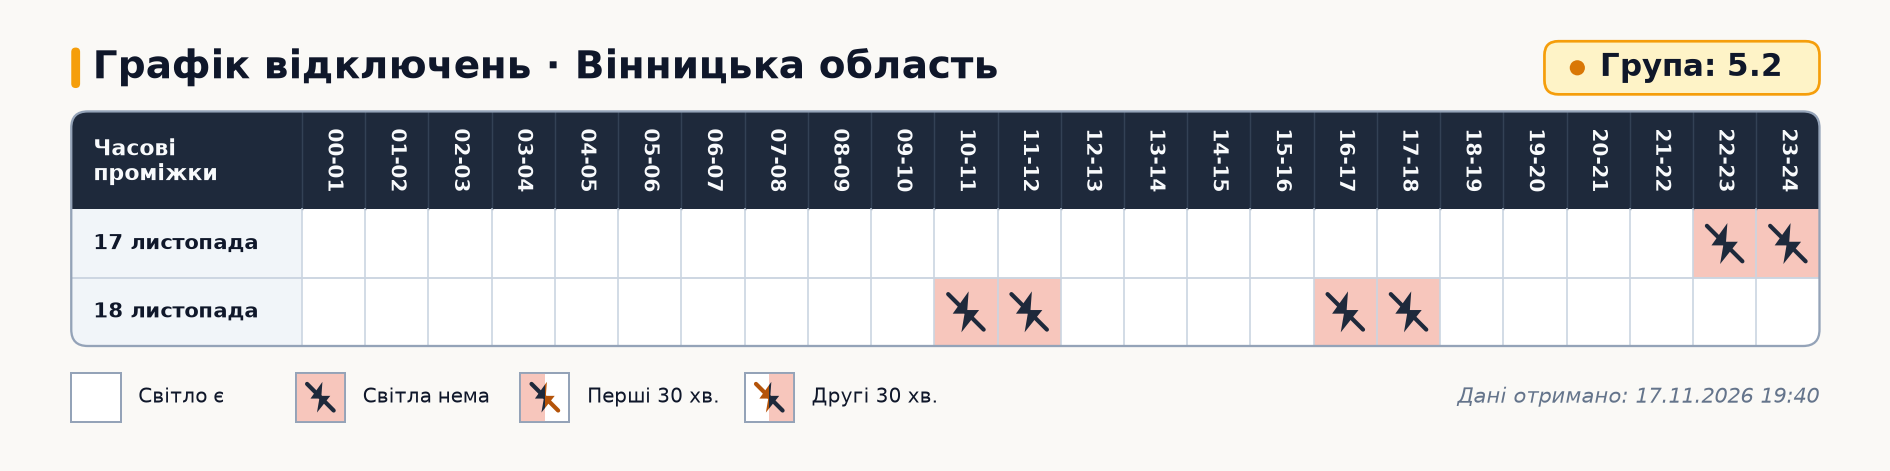 Графік відключень · Вінницька область
Група: 5.2
Часові
проміжки
00-01
01-02
02-03
03-04
04-05
05-06
06-07
07-08
08-09
09-10
10-11
11-12
12-13
13-14
14-15
15-16
16-17
17-18
18-19
19-20
20-21
21-22
22-23
23-24
17 листопада
18 листопада
Світло є
Світла нема
Перші 30 хв.
Другі 30 хв.
Дані отримано: 17.11.2026 19:40